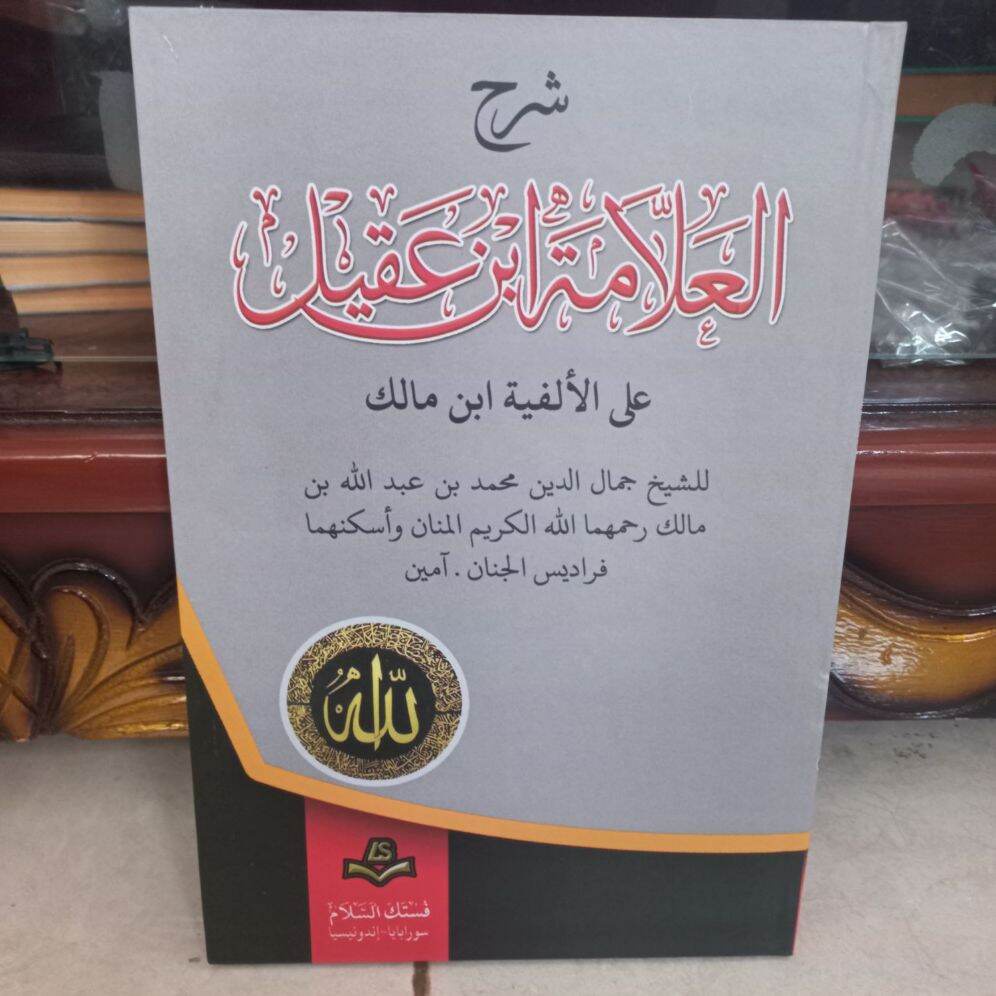 شرح
العلامة ابن عقيل
على الألفية ابن مالك
للشيخ جمال الدين محمد بن عبد الله بن
مالك رحمهما الله الكريم المنان وأسكنهما
فراديس الجنان . آمين
الله
LS
فستك السلام
سورابايا - إندونيسيا